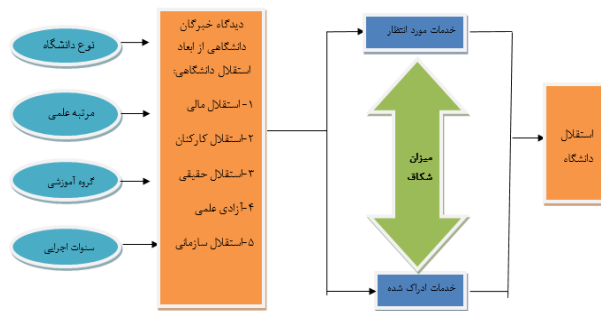 نوع دانشگاه
مرتبه علمی
گروه آموزشی
سنوات اجرایی
دیدگاه خبرگان
دانشگاهی از ابعاد
استقلال دانشگاهی:
۱-استقلال مالی
۲-استقلال کارکنان
۳-استقلال حقیقی
۴-آزادی علمی
۵-استقلال سازمانی
خدمات مورد انتظار
میزان
شکاف
خدمات ادراک شده
استقلال
دانشگاه